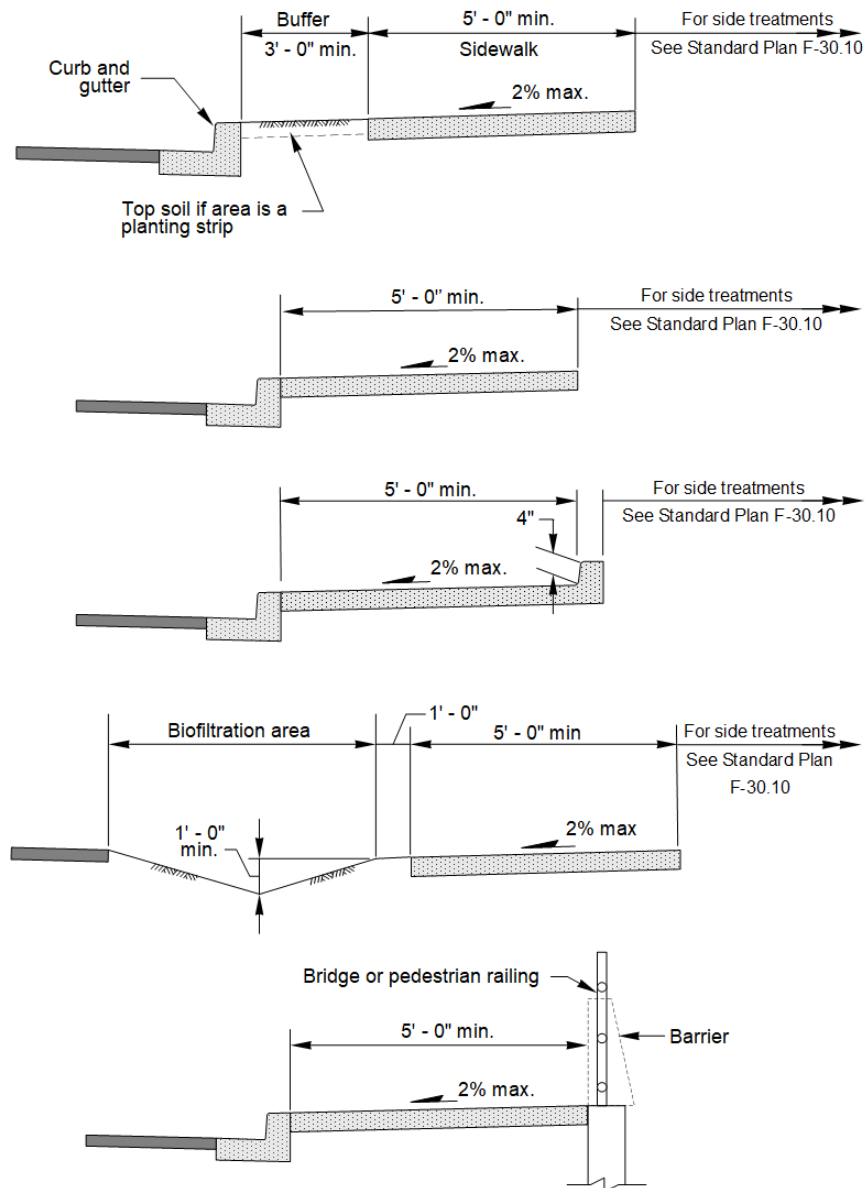 Buffer
5' - 0" min.
For side treatments
3' - 0" min.
Sidewalk
See Standard Plan F-30.10
Curb and
gutter
2% max.
Top soil if area is a
planting strip
5' - 0" min.
For side treatments
See Standard Plan F-30.10
2% max.
5' - 0" min.
For side treatments
See Standard Plan F-30.10
4"
2% max.
1' - 0"
Biofiltration area
5' - 0" min
For side treatments
See Standard Plan
F-30.10
1' - 0"
min.
2% max
Bridge or pedestrian railing
5' - 0" min.
Barrier
2% max.